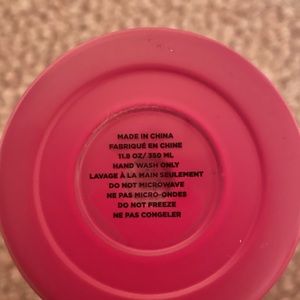 MADE IN CHINA
FABRIQUÉ EN CHINE
11.8 OZ/ 350 ML
HAND WASH ONLY
LAVAGE À LA MAIN SEULEMENT
DO NOT MICROWAVE
NE PAS MICRO-ONDES
DO NOT FREEZE
NE PAS CONGELER